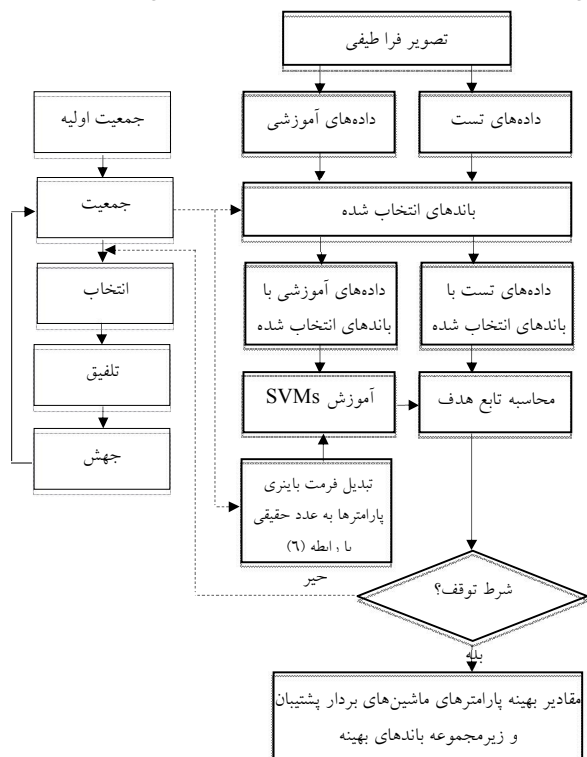 تصویر فرا طیفی
جمعیت اولیه
داده‌های آموزشی
داده‌های تست
جمعیت
باندهای انتخاب شده
انتخاب
داده‌های آموزشی با
باندهای انتخاب شده
داده‌های تست با
باندهای انتخاب شده
تلفیق
آموزش SVMs
محاسبه تابع هدف
جهش
تبدیل فرمت باینری
پارامترها به عدد حقیقی
با رابطه (٦)
شرط توقف؟
خیر
بله
مقادیر بهینه پارامترهای ماشین‌های بردار پشتیبان
و زیرمجموعه باندهای بهینه